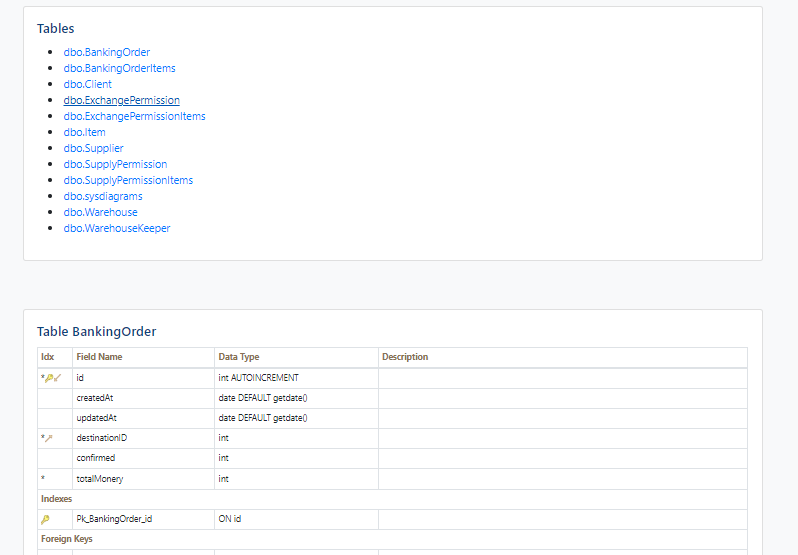 Tables
dbo.BankingOrder
dbo.BankingOrderItems
dbo.Client
dbo.ExchangePermission
dbo.ExchangePermissionItems
dbo.Item
dbo.Supplier
dbo.SupplyPermission
dbo.SupplyPermissionItems
dbo.sysdiagrams
dbo.Warehouse
dbo.WarehouseKeeper
Table BankingOrder
Idx Field Name Data Type Description
* id int AUTOINCREMENT
createdAt date DEFAULT getdate()
updatedAt date DEFAULT getdate()
* destinationID int
confirmed int
* totalMonery int
Indexes
Pk_BankingOrder_id ON id
Foreign Keys